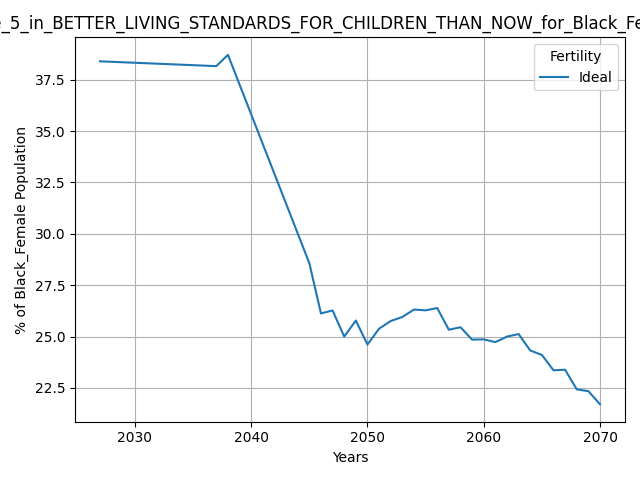 _5_in_BETTER_LIVING_STANDARDS_FOR_CHILDREN_THAN_NOW_for_Black_Fe
Fertility
Ideal
37.5
35.0
32.5
30.0
27.5
25.0
22.5
% of Black_Female Population
2030 2040 2050 2060 2070
Years